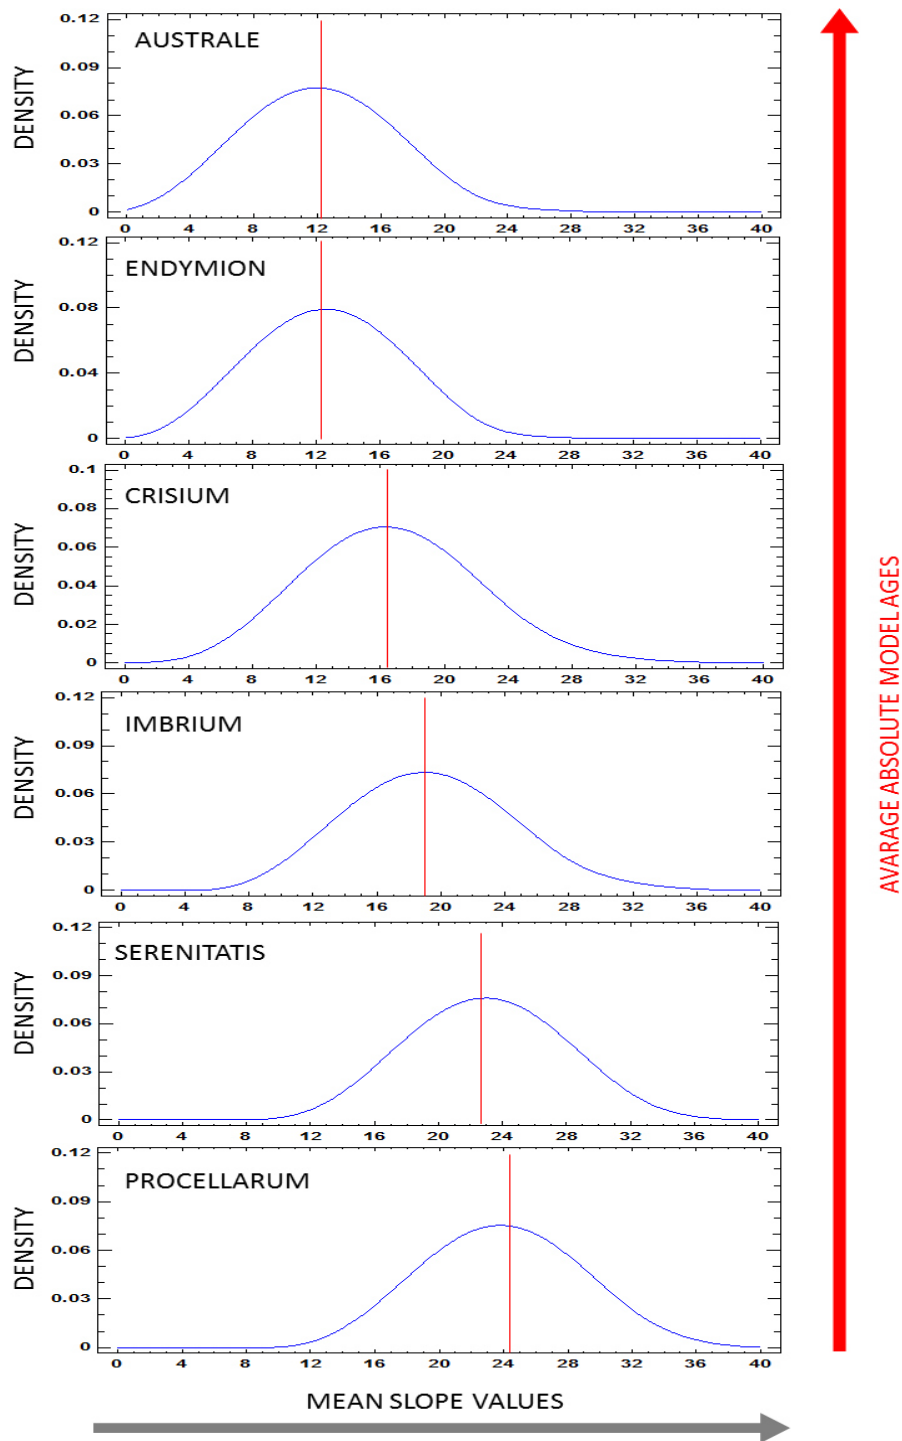 0.12
0.09
0.06
0.03
0
DENSITY
AUSTRALE
0 4 8 12 16 20 24 28 32 36 40
0.12
0.08
0.04
0
DENSITY
ENDYMION
0 4 8 12 16 20 24 28 32 36 40
0.1
0.08
0.06
0.04
0.02
0
DENSITY
CRISIUM
0 4 8 12 16 20 24 28 32 36 40
0.12
0.09
0.06
0.03
0
DENSITY
IMBRIUM
0 4 8 12 16 20 24 28 32 36 40
0.12
0.09
0.06
0.03
0
DENSITY
SERENITATIS
0 4 8 12 16 20 24 28 32 36 40
0.12
0.09
0.06
0.03
0
DENSITY
PROCELLARUM
0 4 8 12 16 20 24 28 32 36 40
MEAN SLOPE VALUES
AVARAGE ABSOLUTE MODEL AGES